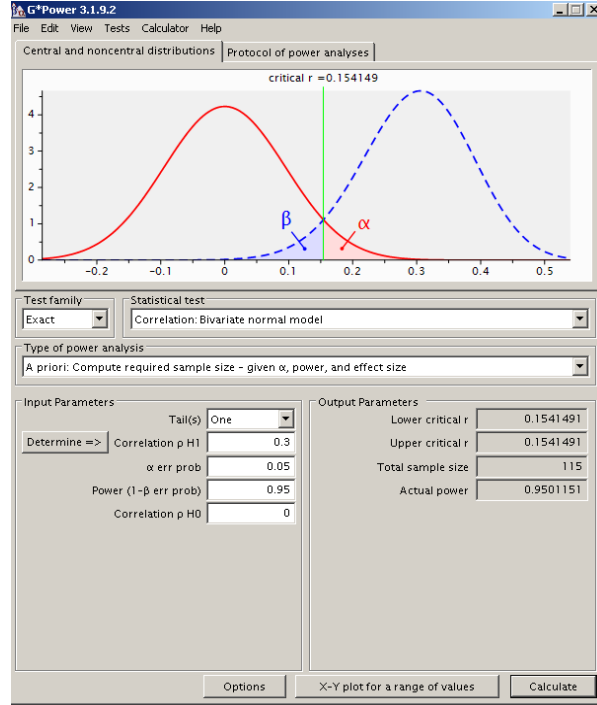 G*Power 3.1.9.2
File Edit View Tests Calculator Help
Central and noncentral distributions Protocol of power analyses
critical r =0.154149
4
3
2
1
0
β α
-0.2 -0.1 0 0.1 0.2 0.3 0.4 0.5
Test family Statistical test
Exact Correlation: Bivariate normal model
Type of power analysis
A priori: Compute required sample size - given α, power, and effect size
Input Parameters Output Parameters
Tail(s) One Lower critical r 0.1541491
Determine => Correlation ρ H1 0.3 Upper critical r 0.1541491
α err prob 0.05 Total sample size 115
Power (1-β err prob) 0.95 Actual power 0.9501151
Correlation ρ H0 0
Options X-Y plot for a range of values Calculate